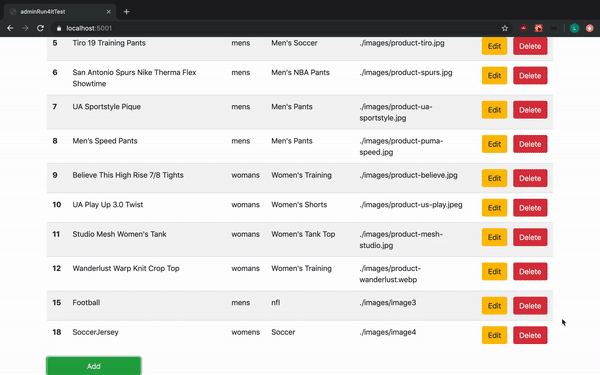 adminRun4ItTest
localhost:5001
5 Tiro 19 Training Pants mens Men's Soccer ./images/product-tiro.jpg Edit Delete
6 San Antonio Spurs Nike Therma Flex mens Men's NBA Pants ./images/product-spurs.jpg Edit Delete
Showtime
7 UA Sportstyle Pique mens Men's Pants ./images/product-ua- Edit Delete
sportstyle.jpg
8 Men's Speed Pants mens Men's Pants ./images/product-puma- Edit Delete
speed.jpg
9 Believe This High Rise 7/8 Tights womans Women's Training ./images/product-believe.jpg Edit Delete
10 UA Play Up 3.0 Twist womans Women's Shorts ./images/product-us-play.jpeg Edit Delete
11 Studio Mesh Women's Tank womans Women's Tank Top ./images/product-mesh- Edit Delete
studio.jpg
12 Wanderlust Warp Knit Crop Top womans Women's Training ./images/product- Edit Delete
wanderlust.webp
15 Football mens nfl ./images/image3 Edit Delete
18 SoccerJersey womens Soccer ./images/image4 Edit Delete
Add